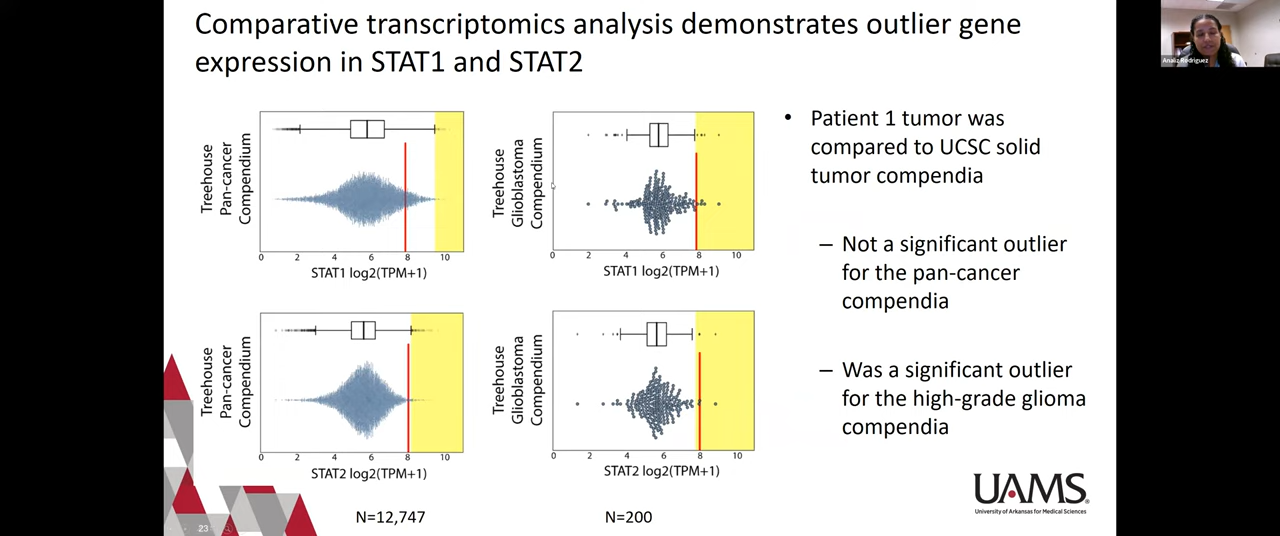 Comparative transcriptomics analysis demonstrates outlier gene
expression in STAT1 and STAT2
Analiz Rodriguez
Treehouse
Pan-cancer
Compendium
0 2 4 6 8 10
STAT1 log2(TPM+1)
Treehouse
Glioblastoma
Compendium
0 2 4 6 8 10
STAT1 log2(TPM+1)
Treehouse
Pan-cancer
Compendium
0 2 4 6 8 10
STAT2 log2(TPM+1)
Treehouse
Glioblastoma
Compendium
0 2 4 6 8 10
STAT2 log2(TPM+1)
N=12,747
N=200
• Patient 1 tumor was
compared to UCSC solid
tumor compendia
– Not a significant outlier
for the pan-cancer
compendia
– Was a significant outlier
for the high-grade glioma
compendia
UAMS®
University of Arkansas for Medical Sciences
23